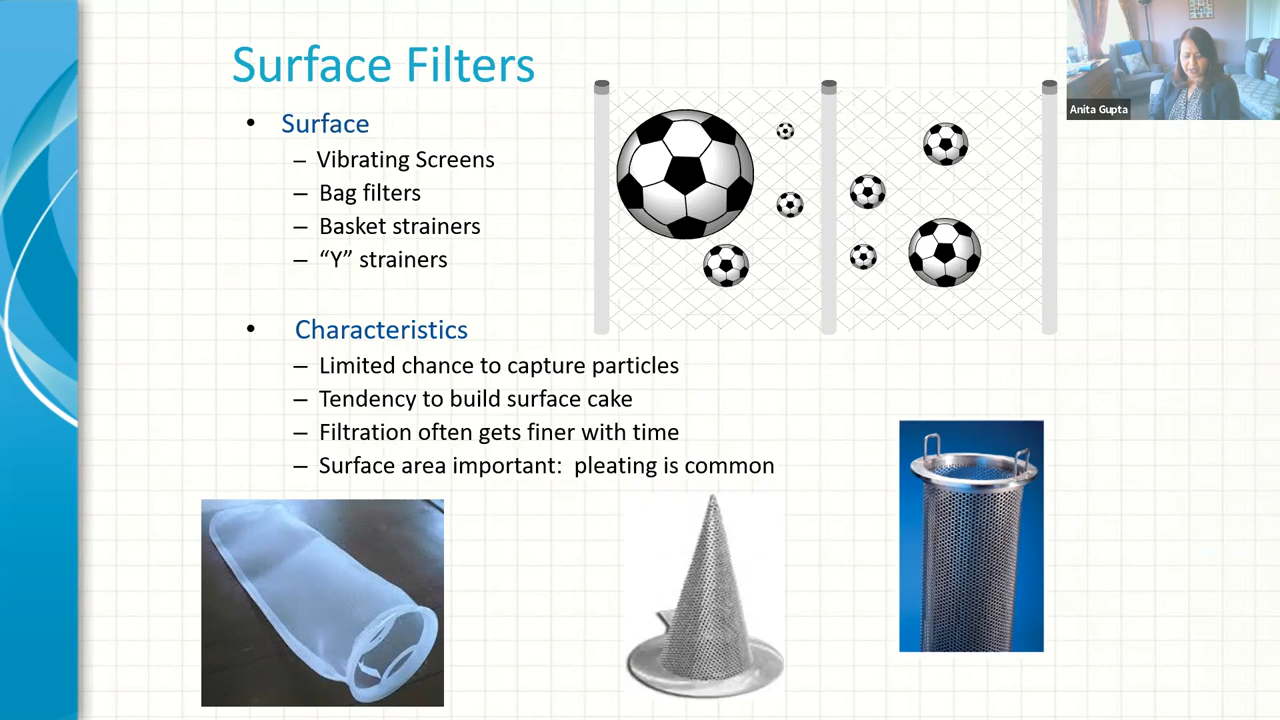 Surface Filters
• Surface
– Vibrating Screens
– Bag filters
– Basket strainers
– “Y” strainers
• Characteristics
– Limited chance to capture particles
– Tendency to build surface cake
– Filtration often gets finer with time
– Surface area important:  pleating is common
Anita Gupta